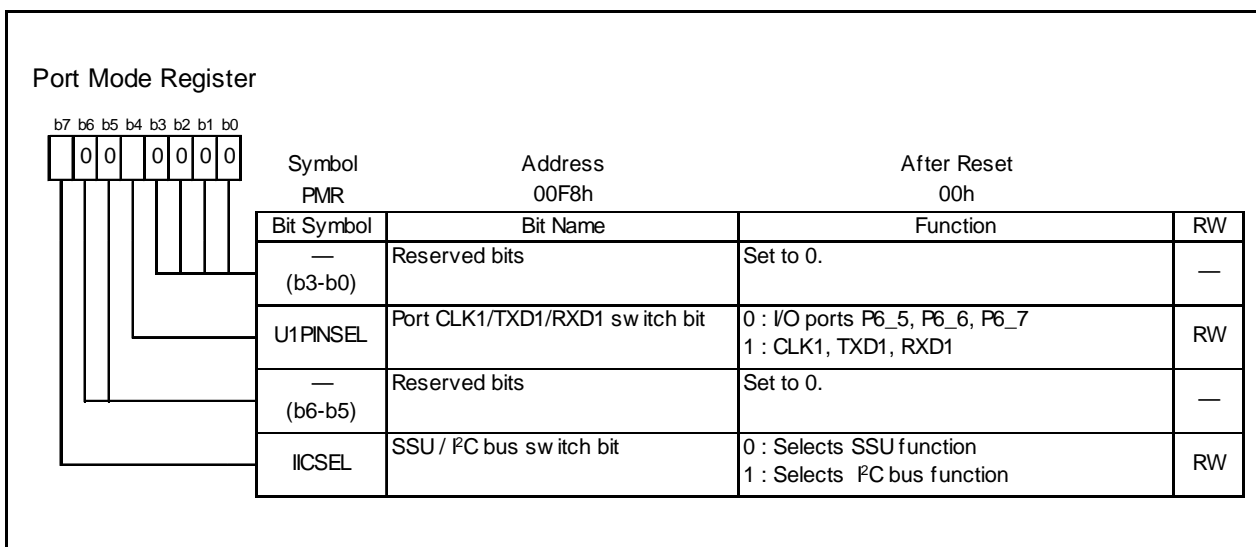 Port Mode Register
b7 b6 b5 b4 b3 b2 b1 b0
0 0 0 0 0 0
Symbol Address After Reset
PMR 00F8h 00h
Bit Symbol Bit Name Function RW
— (b3-b0) Reserved bits Set to 0. —
U1PINSEL Port CLK1/TXD1/RXD1 switch bit 0 : I/O ports P6_5, P6_6, P6_7 RW
1 : CLK1, TXD1, RXD1
— (b6-b5) Reserved bits Set to 0. —
IICSEL SSU / I²C bus switch bit 0 : Selects SSU function RW
1 : Selects I²C bus function